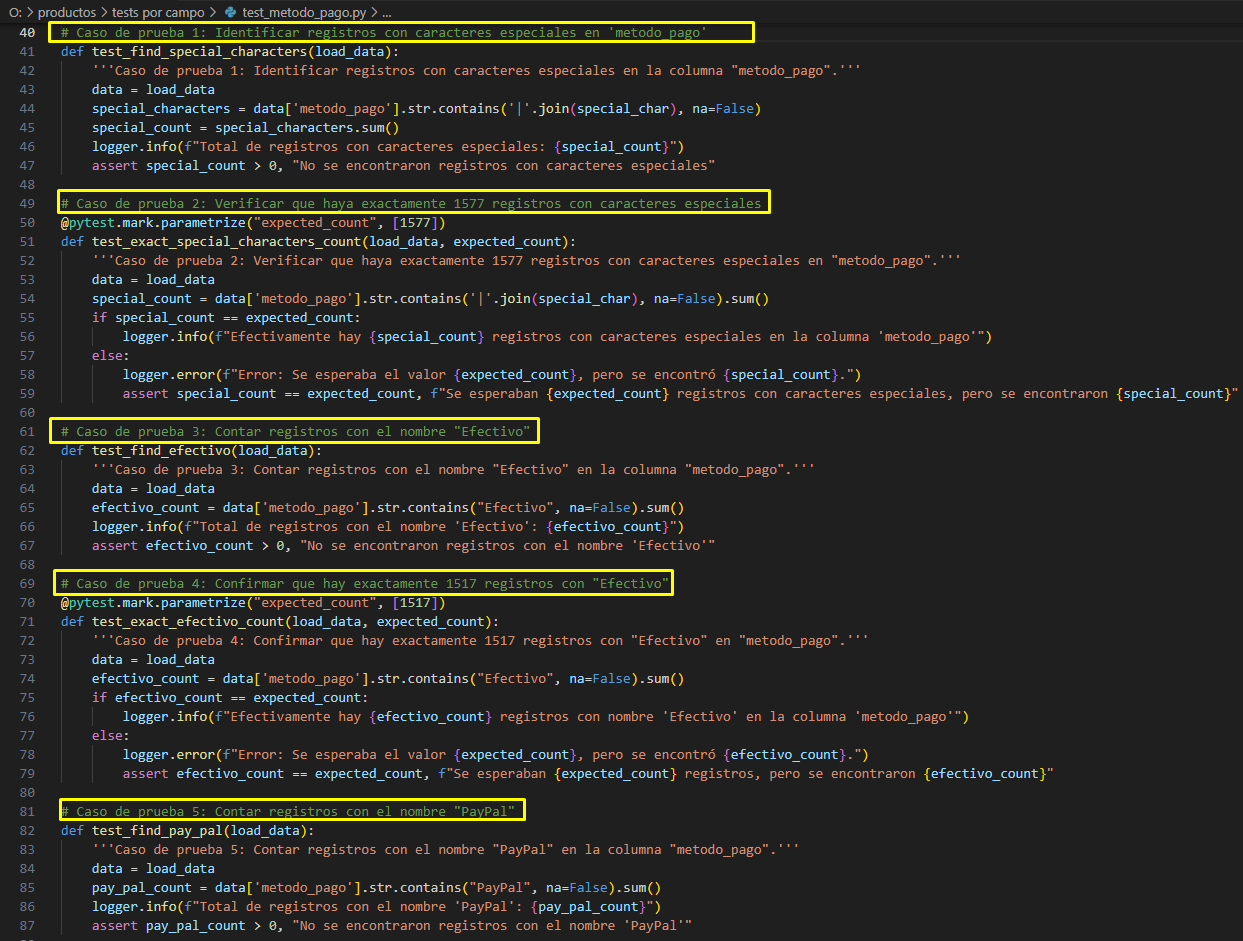 O: > productos > tests por campo > test_metodo_pago.py > ...
40 # Caso de prueba 1: Identificar registros con caracteres especiales en 'metodo_pago'
41 def test_find_special_characters(load_data):
42     '''Caso de prueba 1: Identificar registros con caracteres especiales en la columna "metodo_pago".'''
43     data = load_data
44     special_characters = data['metodo_pago'].str.contains('|'.join(special_char), na=False)
45     special_count = special_characters.sum()
46     logger.info(f"Total de registros con caracteres especiales: {special_count}")
47     assert special_count > 0, "No se encontraron registros con caracteres especiales"
48
49 # Caso de prueba 2: Verificar que haya exactamente 1577 registros con caracteres especiales
50 @pytest.mark.parametrize("expected_count", [1577])
51 def test_exact_special_characters_count(load_data, expected_count):
52     '''Caso de prueba 2: Verificar que haya exactamente 1577 registros con caracteres especiales en "metodo_pago".'''
53     data = load_data
54     special_count = data['metodo_pago'].str.contains('|'.join(special_char), na=False).sum()
55     if special_count == expected_count:
56         logger.info(f"Efectivamente hay {special_count} registros con caracteres especiales en la columna 'metodo_pago'")
57     else:
58         logger.error(f"Error: Se esperaba el valor {expected_count}, pero se encontró {special_count}.")
59         assert special_count == expected_count, f"Se esperaban {expected_count} registros con caracteres especiales, pero se encontraron {special_count}"
60
61 # Caso de prueba 3: Contar registros con el nombre "Efectivo"
62 def test_find_efectivo(load_data):
63     '''Caso de prueba 3: Contar registros con el nombre "Efectivo" en la columna "metodo_pago".'''
64     data = load_data
65     efectivo_count = data['metodo_pago'].str.contains("Efectivo", na=False).sum()
66     logger.info(f"Total de registros con el nombre 'Efectivo': {efectivo_count}")
67     assert efectivo_count > 0, "No se encontraron registros con el nombre 'Efectivo'"
68
69 # Caso de prueba 4: Confirmar que hay exactamente 1517 registros con "Efectivo"
70 @pytest.mark.parametrize("expected_count", [1517])
71 def test_exact_efectivo_count(load_data, expected_count):
72     '''Caso de prueba 4: Confirmar que hay exactamente 1517 registros con "Efectivo" en "metodo_pago".'''
73     data = load_data
74     efectivo_count = data['metodo_pago'].str.contains("Efectivo", na=False).sum()
75     if efectivo_count == expected_count:
76         logger.info(f"Efectivamente hay {efectivo_count} registros con nombre 'Efectivo' en la columna 'metodo_pago'")
77     else:
78         logger.error(f"Error: Se esperaba el valor {expected_count}, pero se encontró {efectivo_count}.")
79         assert efectivo_count == expected_count, f"Se esperaban {expected_count} registros, pero se encontraron {efectivo_count}"
80
81 # Caso de prueba 5: Contar registros con el nombre "PayPal"
82 def test_find_pay_pal(load_data):
83     '''Caso de prueba 5: Contar registros con el nombre "PayPal" en la columna "metodo_pago".'''
84     data = load_data
85     pay_pal_count = data['metodo_pago'].str.contains("PayPal", na=False).sum()
86     logger.info(f"Total de registros con el nombre 'PayPal': {pay_pal_count}")
87     assert pay_pal_count > 0, "No se encontraron registros con el nombre 'PayPal'"